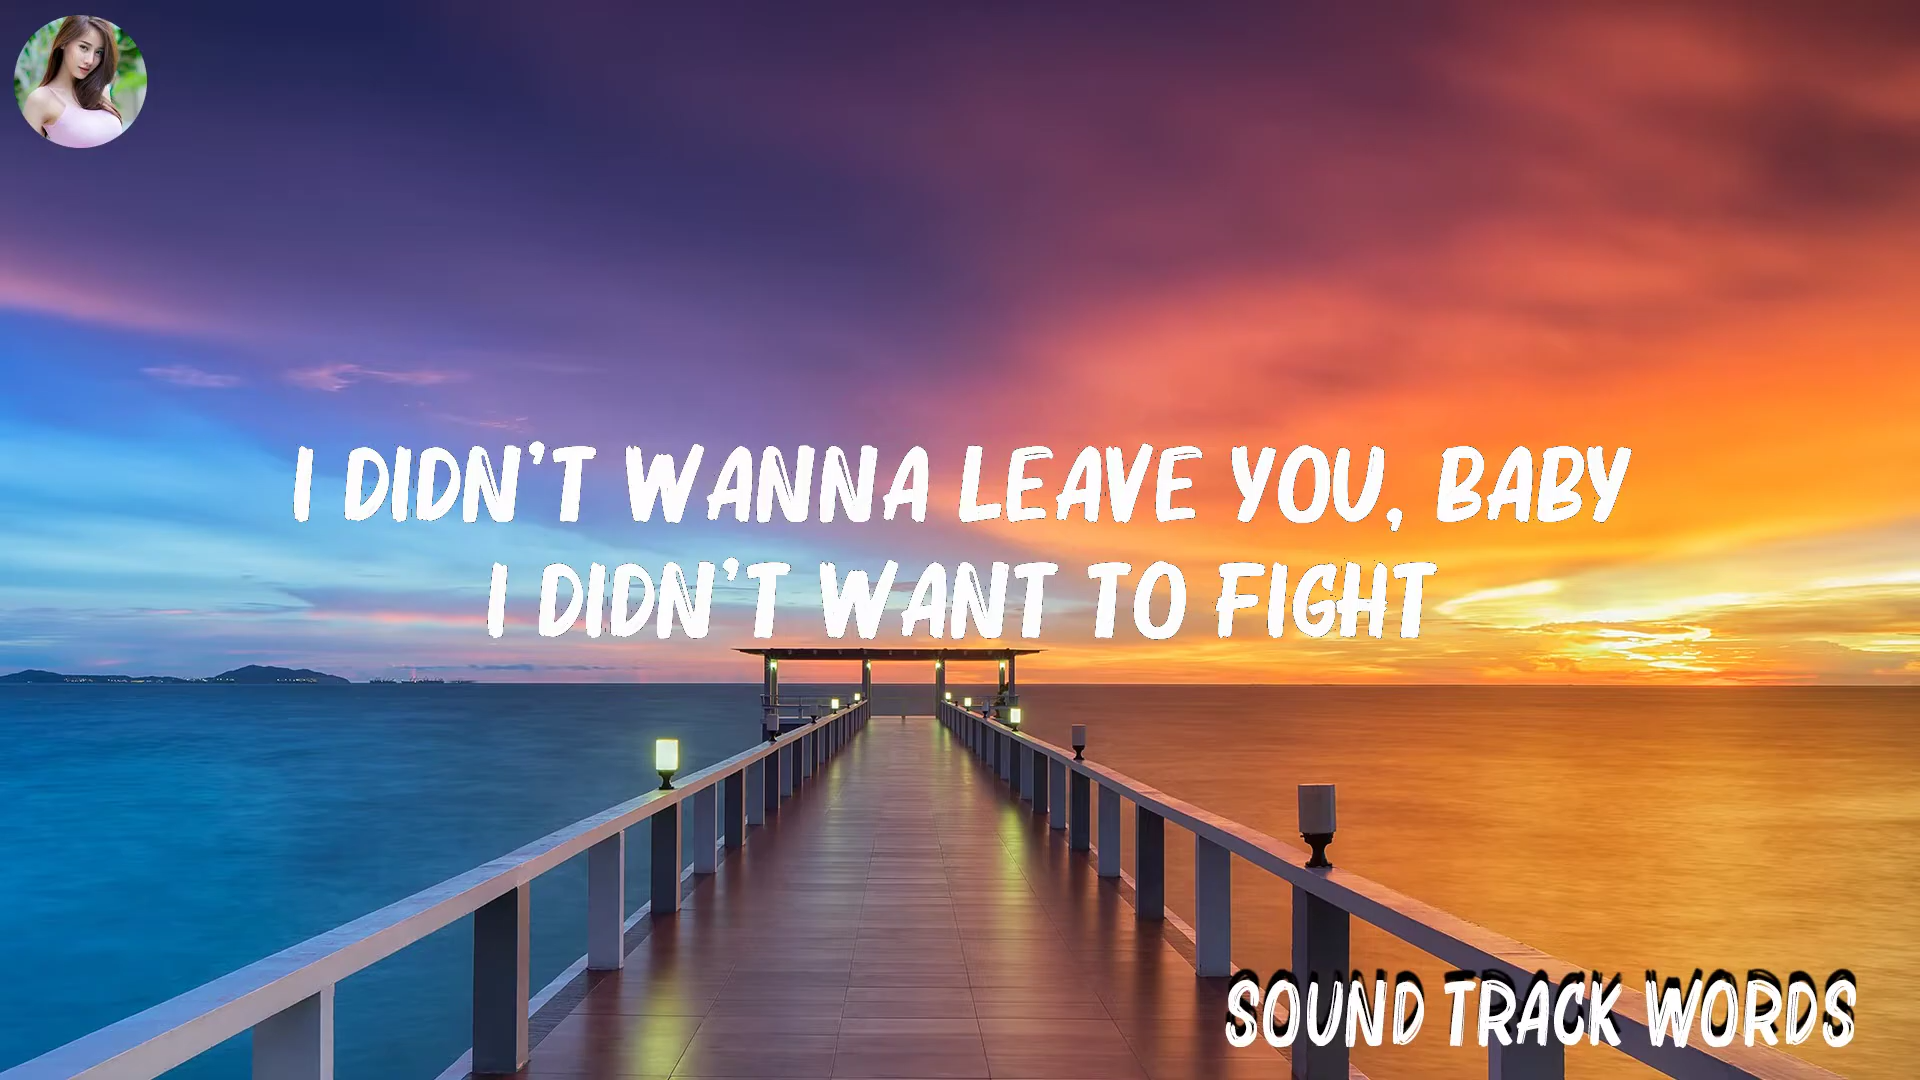 I DIDN'T WANNA LEAVE YOU, BABY
I DIDN'T WANT TO FIGHT
SOUND TRACK WORDS